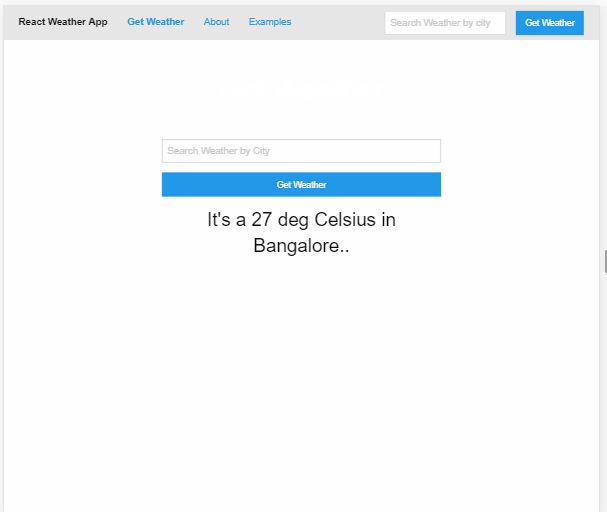 React Weather App Get Weather About Examples Search Weather by city Get Weather
Search Weather by City
Get Weather
It's a 27 deg Celsius in
Bangalore..